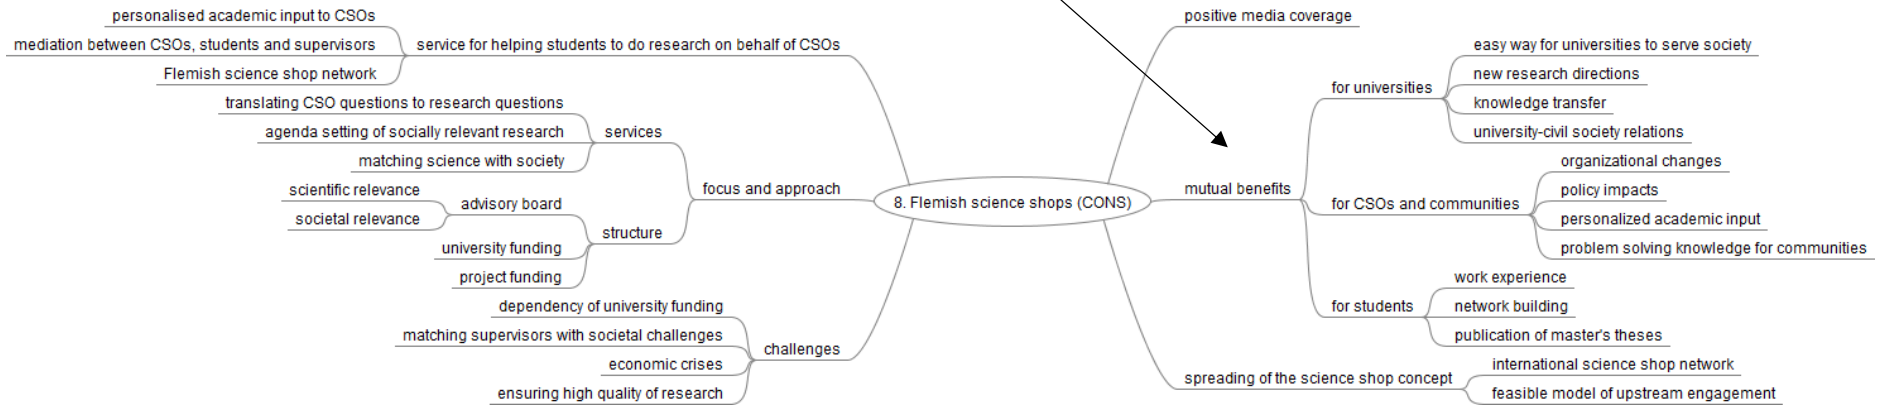 personalised academic input to CSOs
mediation between CSOs, students and supervisors
Flemish science shop network
service for helping students to do research on behalf of CSOs
translating CSO questions to research questions
agenda setting of socially relevant research
matching science with society
services
scientific relevance
societal relevance
advisory board
university funding
project funding
structure
focus and approach
dependency of university funding
matching supervisors with societal challenges
economic crises
ensuring high quality of research
challenges
8. Flemish science shops (CONS)
positive media coverage
mutual benefits
for universities
easy way for universities to serve society
new research directions
knowledge transfer
university-civil society relations
for CSOs and communities
organizational changes
policy impacts
personalized academic input
problem solving knowledge for communities
for students
work experience
network building
publication of master's theses
spreading of the science shop concept
international science shop network
feasible model of upstream engagement